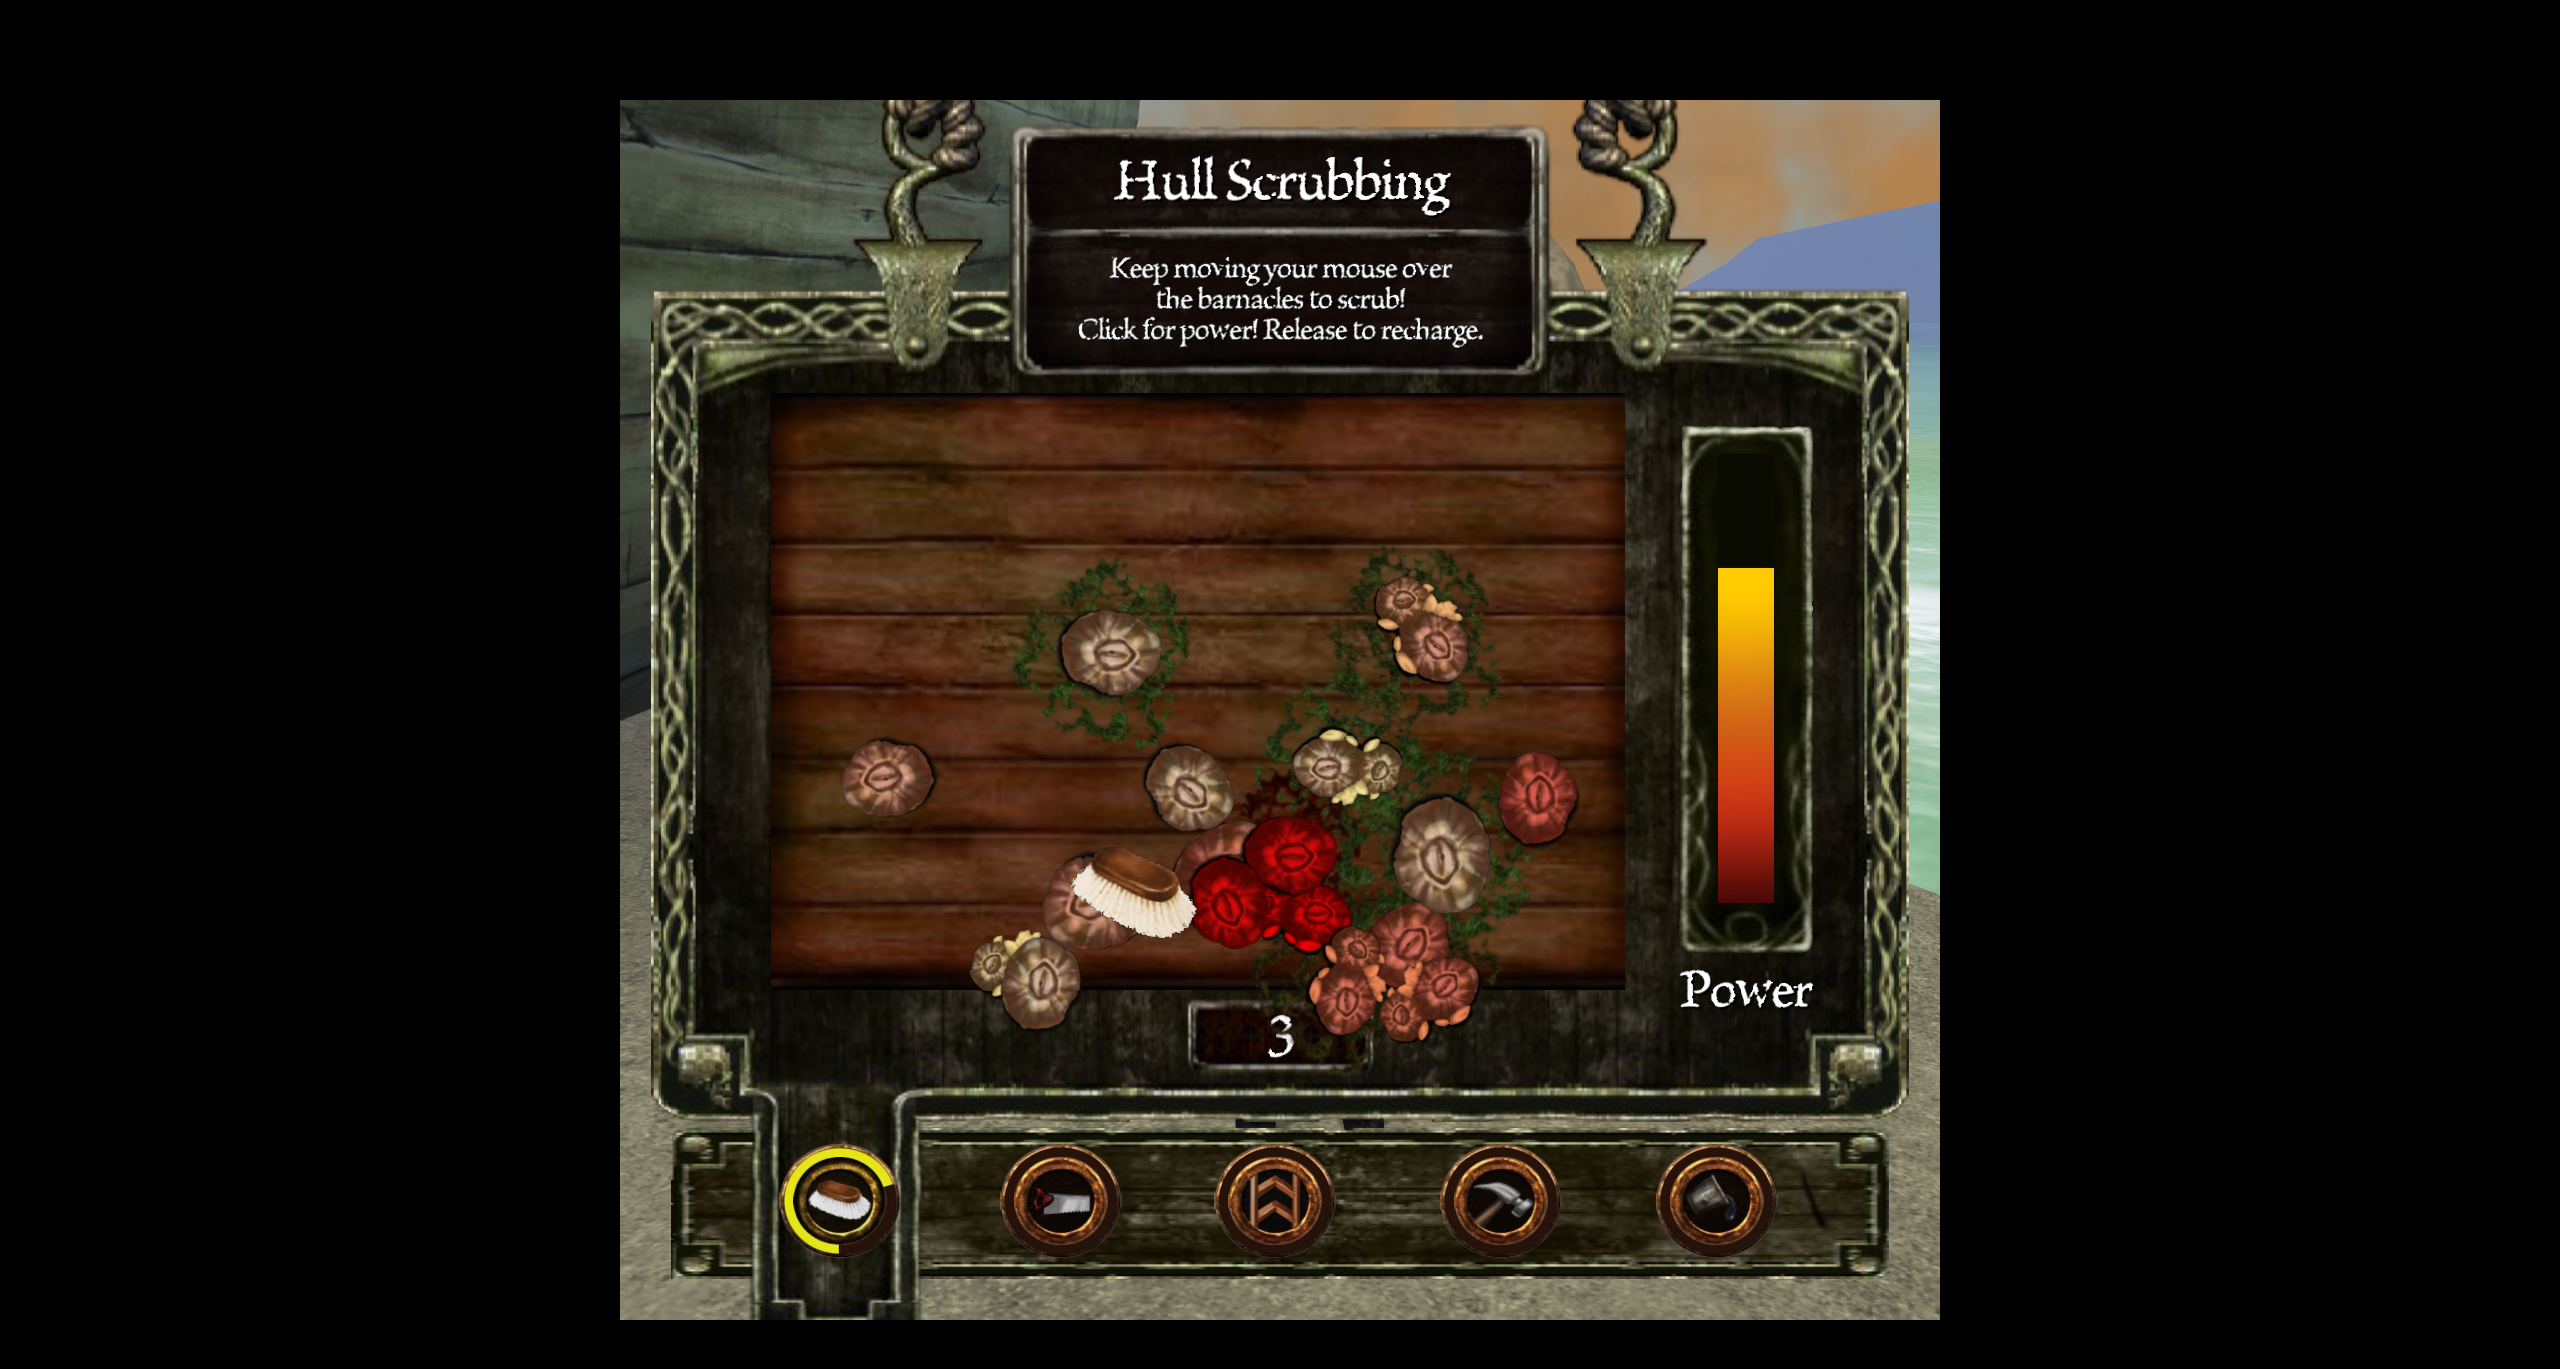 Hull Scrubbing
Keep moving your mouse over
the barnacles to scrub!
Click for power! Release to recharge.
Power
3